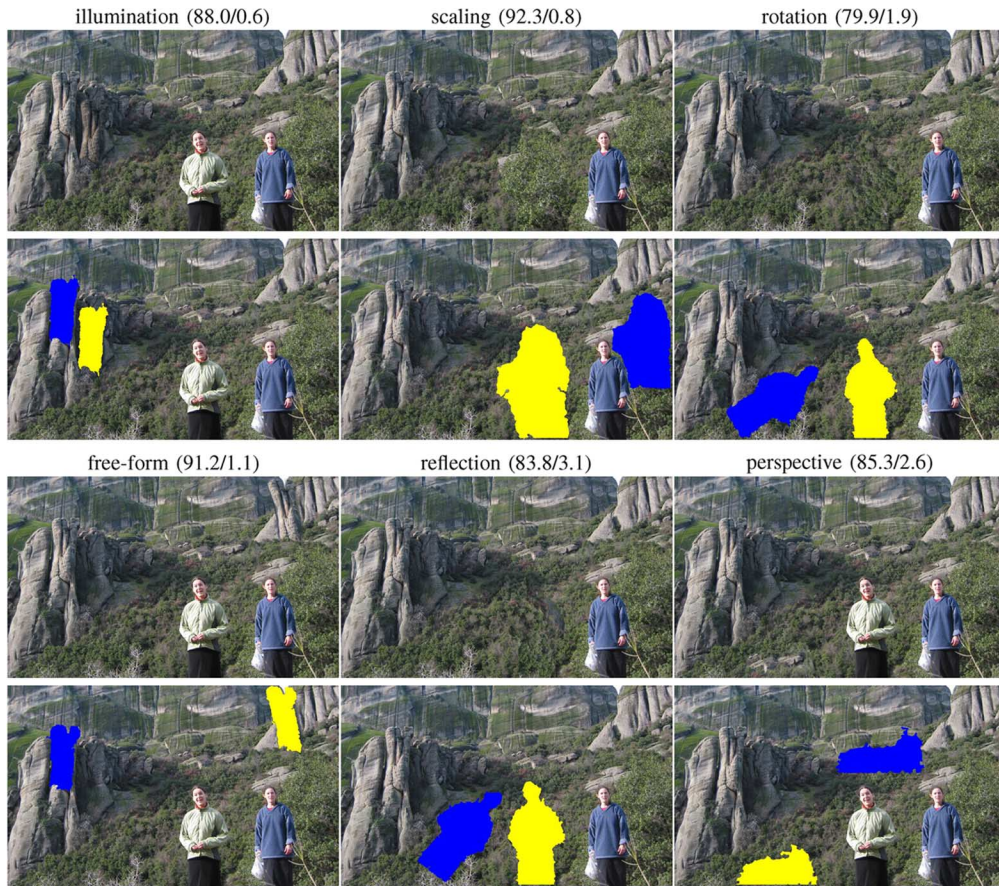 illumination (88.0/0.6) scaling (92.3/0.8) rotation (79.9/1.9)
free-form (91.2/1.1) reflection (83.8/3.1) perspective (85.3/2.6)